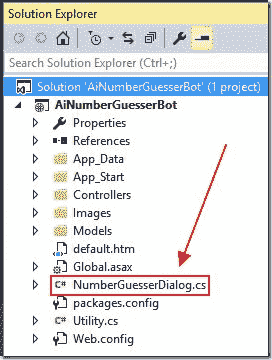 Solution Explorer
Search Solution Explorer (Ctrl+;)
Solution 'AiNumberGuesserBot' (1 project)
AiNumberGuesserBot
Properties
References
App_Data
App_Start
Controllers
Images
Models
default.htm
Global.asax
C# NumberGuesserDialog.cs
packages.config
C# Utility.cs
Web.config